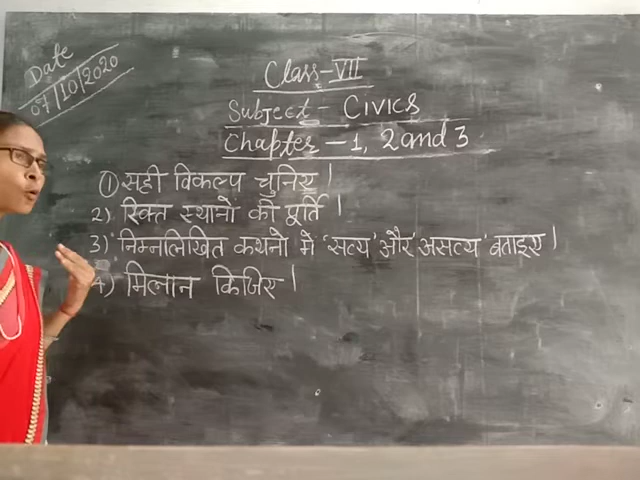 Date
07/10/2020
Class-VII
Subject - Civics
Chapter - 1, 2 and 3
① सही विकल्प चुनिए।
2) रिक्त स्थानों की पूर्ति।
3) निम्नलिखित कथनो में 'सत्य' और 'असत्य' बताइए।
4) मिलान किजिए।